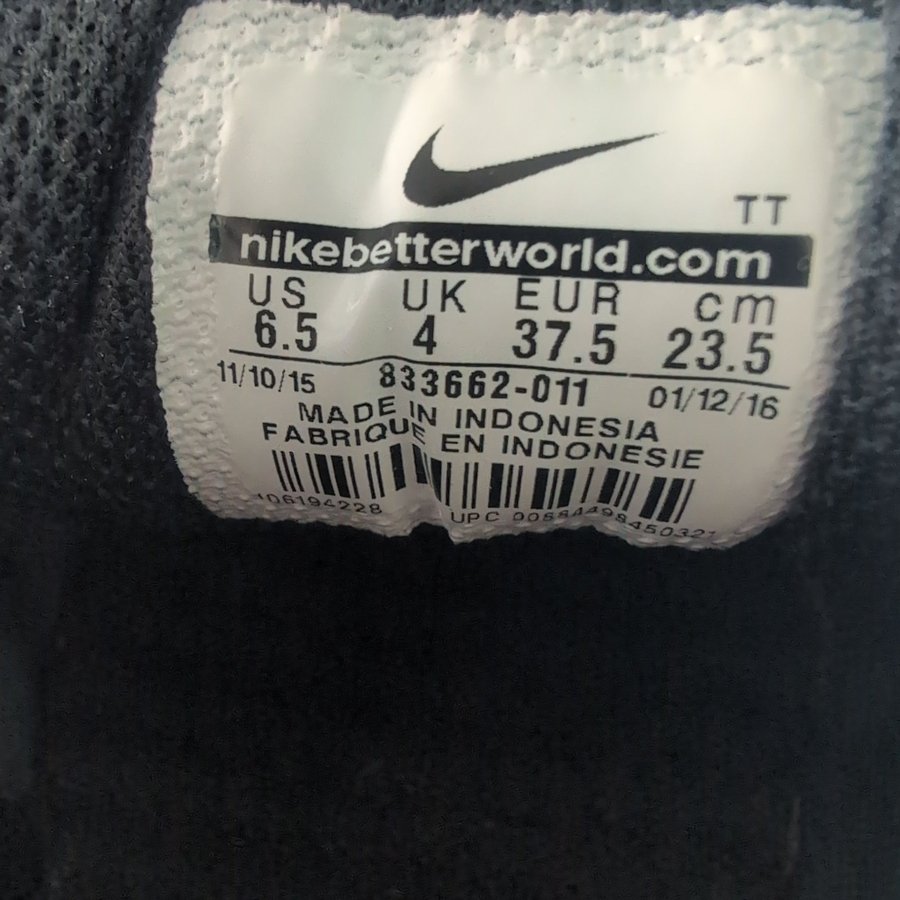 TT
nikebetterworld.com
US UK EUR cm
6.5 4 37.5 23.5
11/10/15 833662-011 01/12/16
MADE IN INDONESIA
FABRIQUE EN INDONESIE
UPC